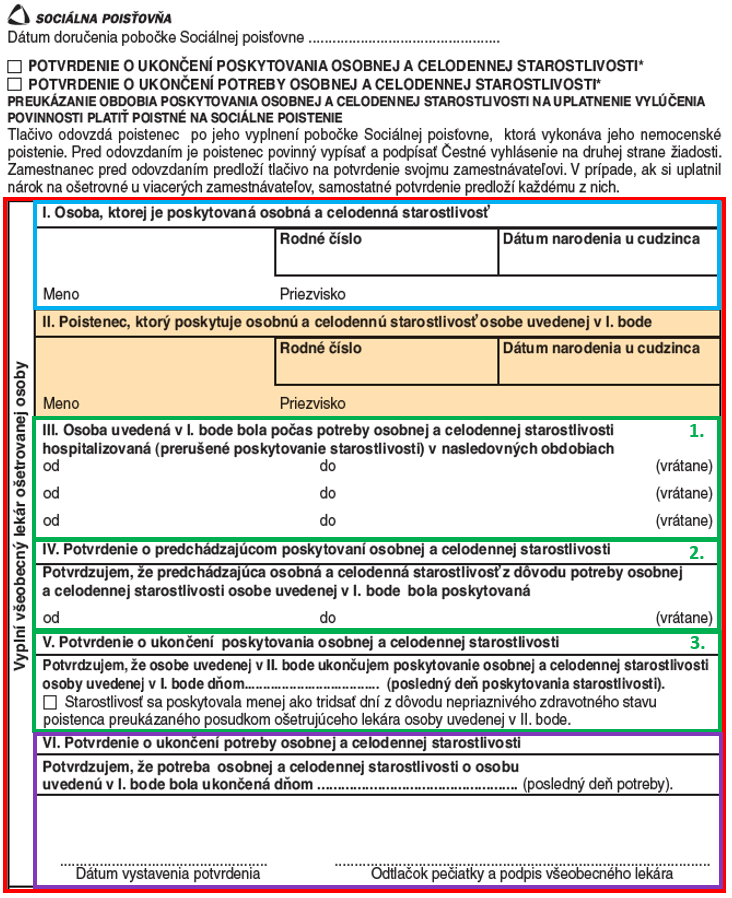 SOCIÁLNA POISŤOVŇA
Dátum doručenia pobočke Sociálnej poisťovne ................................................
POTVRDENIE O UKONČENÍ POSKYTOVANIA OSOBNEJ A CELODENNEJ STAROSTLIVOSTI*
POTVRDENIE O UKONČENÍ POTREBY OSOBNEJ A CELODENNEJ STAROSTLIVOSTI*
PREUKÁZANIE OBDOBIA POSKYTOVANIA OSOBNEJ A CELODENNEJ STAROSTLIVOSTI NA UPLATNENIE VYLÚČENIA
POVINNOSTI PLATIŤ POISTNÉ NA SOCIÁLNE POISTENIE
Tlačivo odovzdá poistenec po jeho vyplnení pobočke Sociálnej poisťovne, ktorá vykonáva jeho nemocenské
poistenie. Pred odovzdaním je poistenec povinný vypísať a podpísať Čestné vyhlásenie na druhej strane žiadosti.
Zamestnanec pred odovzdaním predloží tlačivo na potvrdenie svojmu zamestnávateľovi. V prípade, ak si uplatnil
nárok na ošetrovné u viacerých zamestnávateľov, samostatné potvrdenie predloží každému z nich.
Vyplní všeobecný lekár ošetrovanej osoby
I. Osoba, ktorej je poskytovaná osobná a celodenná starostlivosť
Rodné číslo Dátum narodenia u cudzinca
Meno Priezvisko
II. Poistenec, ktorý poskytuje osobnú a celodennú starostlivosť osobe uvedenej v I. bode
Rodné číslo Dátum narodenia u cudzinca
Meno Priezvisko
III. Osoba uvedená v I. bode bola počas potreby osobnej a celodennej starostlivosti 1.
hospitalizovaná (prerušené poskytovanie starostlivosti) v nasledovných obdobiach
od do (vrátane)
od do (vrátane)
od do (vrátane)
IV. Potvrdenie o predchádzajúcom poskytovaní osobnej a celodennej starostlivosti 2.
Potvrdzujem, že predchádzajúca osobná a celodenná starostlivosť z dôvodu potreby osobnej
a celodennej starostlivosti osobe uvedenej v I. bode bola poskytovaná
od do (vrátane)
V. Potvrdenie o ukončení poskytovania osobnej a celodennej starostlivosti 3.
Potvrdzujem, že osobe uvedenej v II. bode ukončujem poskytovanie osobnej a celodennej starostlivosti
osoby uvedenej v I. bode dňom.................................. (posledný deň poskytovania starostlivosti).
Starostlivosť sa poskytovala menej ako tridsať dní z dôvodu nepriaznivého zdravotného stavu
poistenca preukázaného posudkom ošetrujúceho lekára osoby uvedenej v II. bode.
VI. Potvrdenie o ukončení potreby osobnej a celodennej starostlivosti
Potvrdzujem, že potreba osobnej a celodennej starostlivosti o osobu
uvedenú v I. bode bola ukončená dňom .................................................. (posledný deň potreby).
.................................................... ..............................................................................................
Dátum vystavenia potvrdenia Odtlačok pečiatky a podpis všeobecného lekára